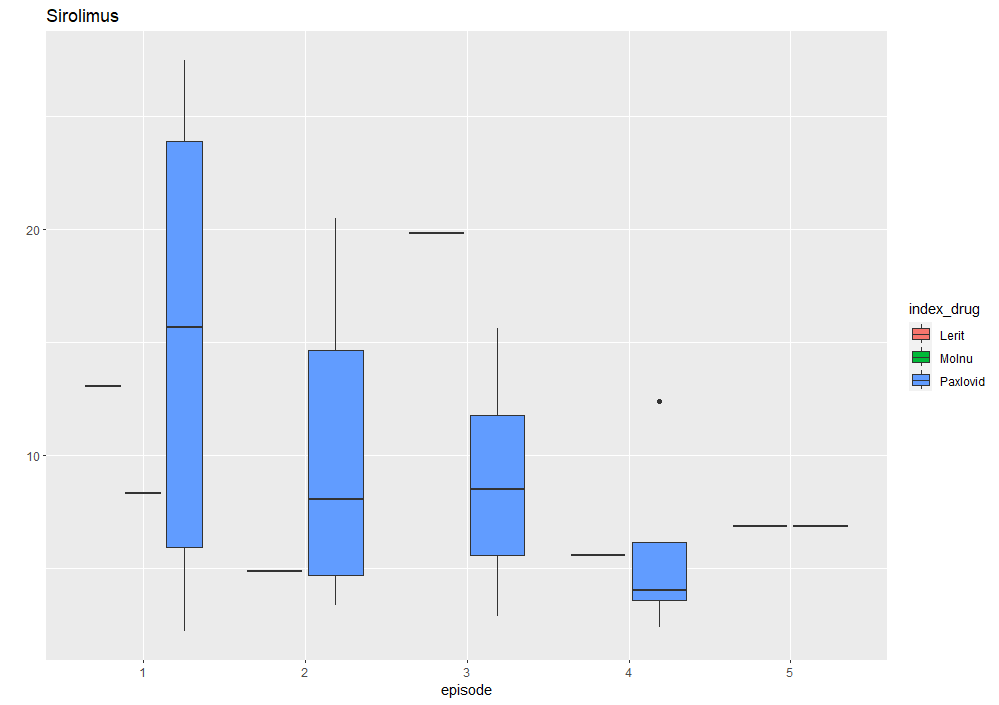 Sirolimus
20
10
1 2 3 4 5
episode
index_drug
Lerit
Molnu
Paxlovid